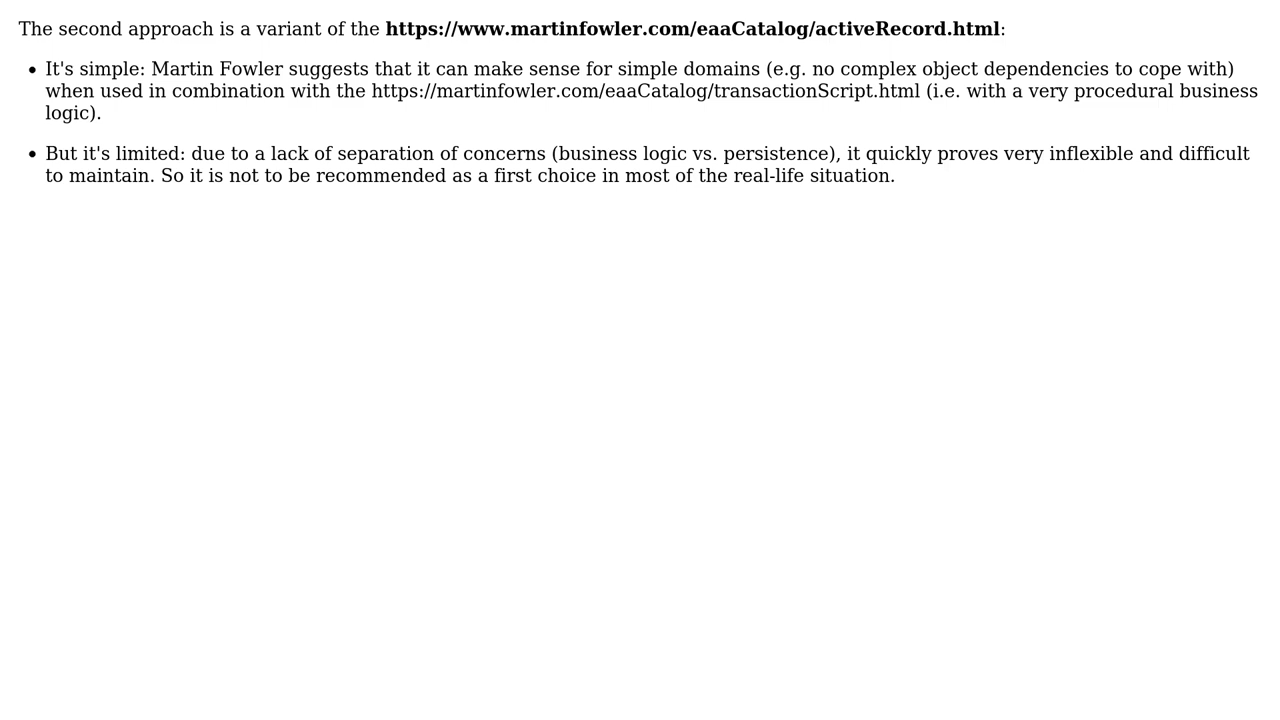 The second approach is a variant of the https://www.martinfowler.com/eaaCatalog/activeRecord.html:
• It's simple: Martin Fowler suggests that it can make sense for simple domains (e.g. no complex object dependencies to cope with)
when used in combination with the https://martinfowler.com/eaaCatalog/transactionScript.html (i.e. with a very procedural business
logic).
• But it's limited: due to a lack of separation of concerns (business logic vs. persistence), it quickly proves very inflexible and difficult
to maintain. So it is not to be recommended as a first choice in most of the real-life situation.